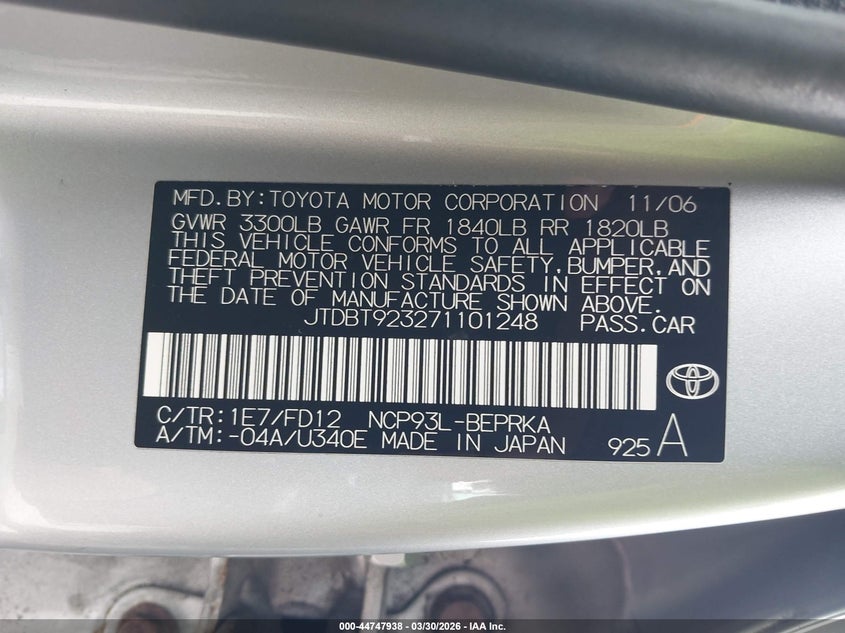 MFD.BY:TOYOTA MOTOR CORPORATION 11/06
GVWR 3300LB GAWR FR 1840LB RR 1820LB
THIS VEHICLE CONFORMS TO ALL APPLICABLE
FEDERAL MOTOR VEHICLE SAFETY,BUMPER,AND
THEFT PREVENTION STANDARDS IN EFFECT ON
THE DATE OF MANUFACTURE SHOWN ABOVE.
JTDBT923271101248 PASS.CAR
C/TR:1E7/FD12 NCP93L-BEPRKA
A/TM:-04A/U340E MADE IN JAPAN 925 A
000-44747938 - 03/30/2026 - IAA Inc.